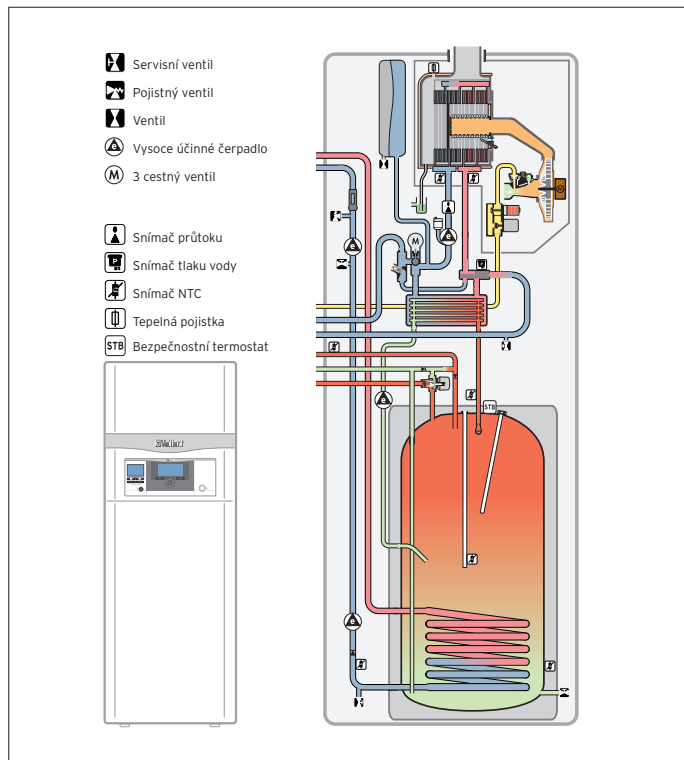 Servisní ventil
Pojistný ventil
Ventil
e Vysoce účinné čerpadlo
M 3 cestný ventil
Snímač průtoku
P Snímač tlaku vody
Snímač NTC
Tepelná pojistka
STB Bezpečnostní termostat
Vaillant
M
e
e
P
e
STB
e